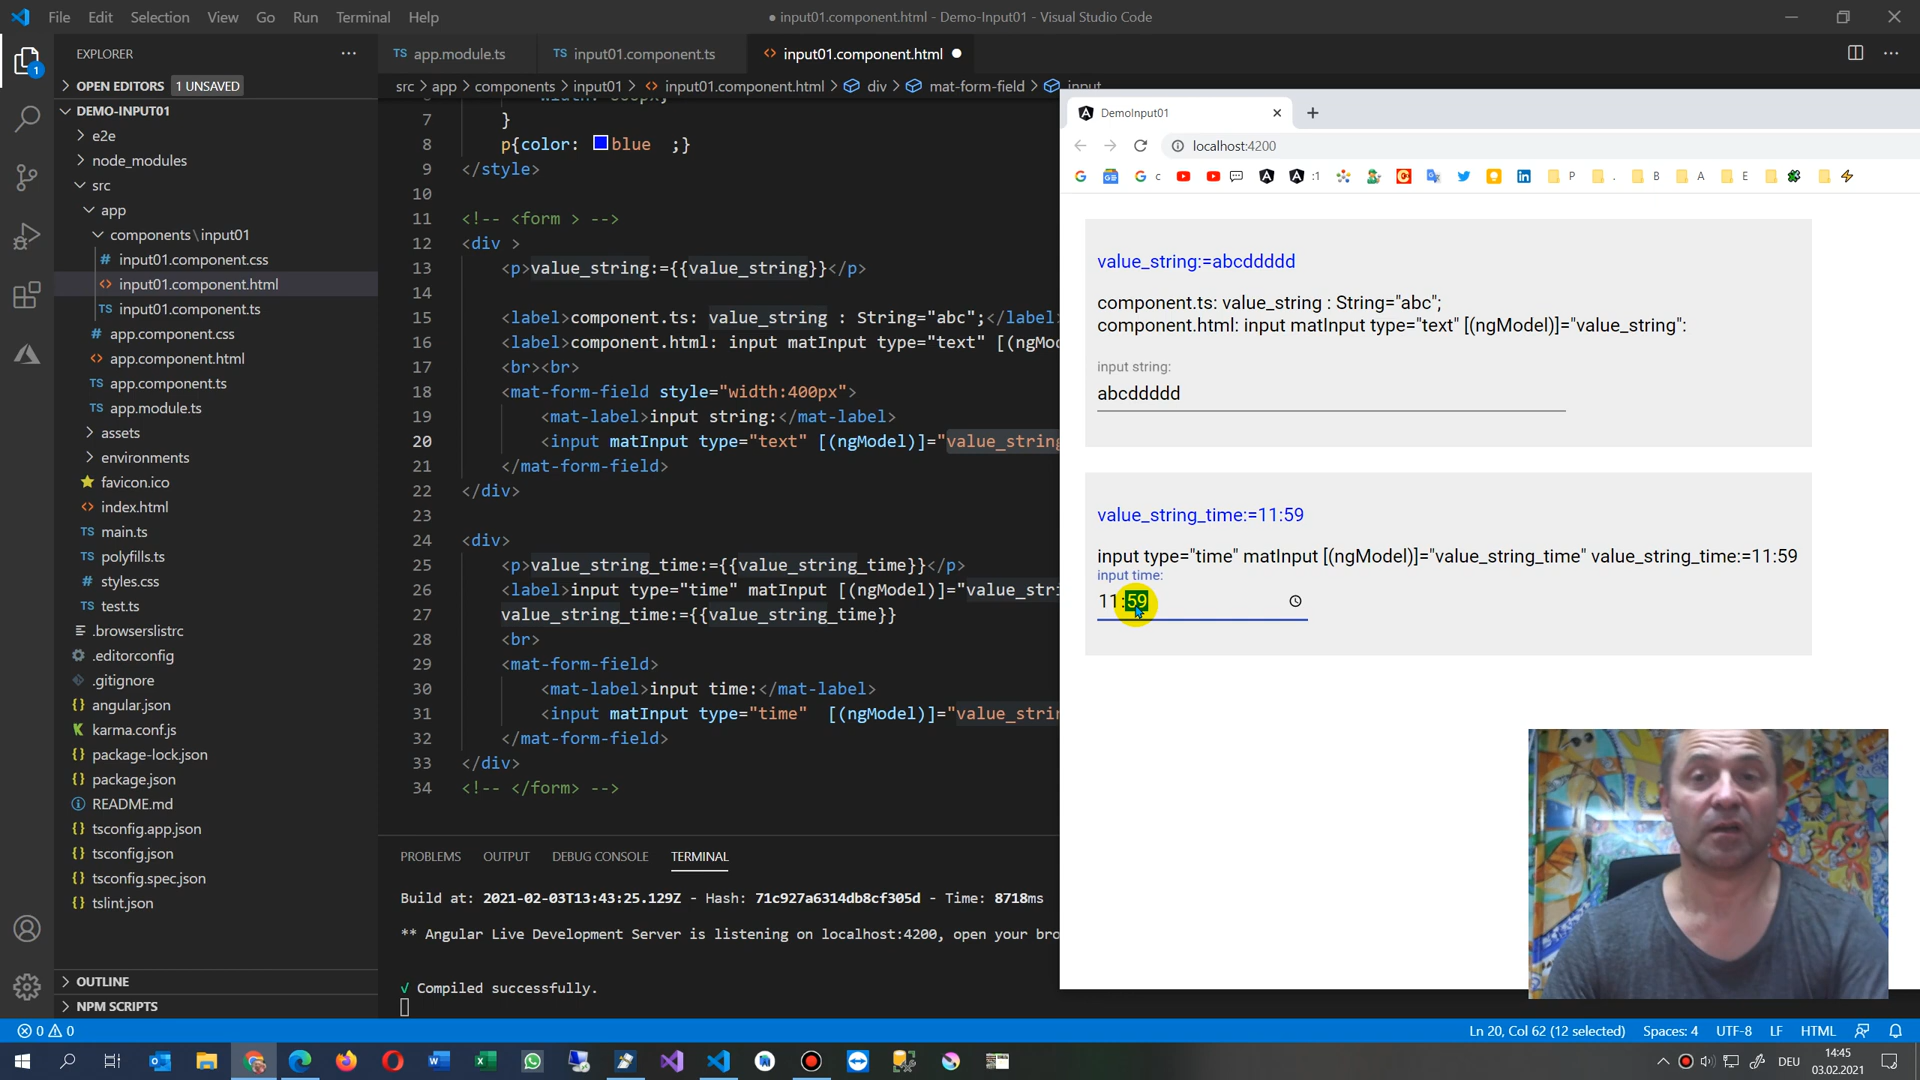 File Edit Selection View Go Run Terminal Help
● input01.component.html - Demo-Input01 - Visual Studio Code
EXPLORER
TS app.module.ts
TS input01.component.ts
<> input01.component.html ●
OPEN EDITORS 1 UNSAVED
src > app > components > input01 > <> input01.component.html > div > mat-form-field > input
DEMO-INPUT01
e2e
node_modules
src
app
components\input01
# input01.component.css
<> input01.component.html
TS input01.component.ts
# app.component.css
<> app.component.html
TS app.component.ts
TS app.module.ts
assets
environments
favicon.ico
<> index.html
TS main.ts
TS polyfills.ts
# styles.css
TS test.ts
.browserslistrc
.editorconfig
.gitignore
{} angular.json
karma.conf.js
{} package-lock.json
{} package.json
README.md
{} tsconfig.app.json
{} tsconfig.json
{} tsconfig.spec.json
{} tslint.json
OUTLINE
NPM SCRIPTS
7 }
8 p{color: blue ;}
9 </style>
10
11 <!-- <form > -->
12 <div >
13 <p>value_string:={{value_string}}</p>
14
15 <label>component.ts: value_string : String="abc";</label>
16 <label>component.html: input matInput type="text" [(ngMo
17 <br><br>
18 <mat-form-field style="width:400px">
19 <mat-label>input string:</mat-label>
20 <input matInput type="text" [(ngModel)]="value_string
21 </mat-form-field>
22 </div>
23
24 <div>
25 <p>value_string_time:={{value_string_time}}</p>
26 <label>input type="time" matInput [(ngModel)]="value_stri
27 value_string_time:={{value_string_time}}
28 <br>
29 <mat-form-field>
30 <mat-label>input time:</mat-label>
31 <input matInput type="time" [(ngModel)]="value_strin
32 </mat-form-field>
33 </div>
34 <!-- </form> -->
PROBLEMS OUTPUT DEBUG CONSOLE TERMINAL
Build at: 2021-02-03T13:43:25.129Z - Hash: 71c927a6314db8cf305d - Time: 8718ms
** Angular Live Development Server is listening on localhost:4200, open your bro
√ Compiled successfully.
DemoInput01
localhost:4200
c :1 P . B A E
value_string:=abcddddd
component.ts: value_string : String="abc";
component.html: input matInput type="text" [(ngModel)]="value_string":
input string:
abcddddd
value_string_time:=11:59
input type="time" matInput [(ngModel)]="value_string_time" value_string_time:=11:59
input time:
11:59
0 0 Ln 20, Col 62 (12 selected) Spaces: 4 UTF-8 LF HTML
DEU 14:45
03.02.2021